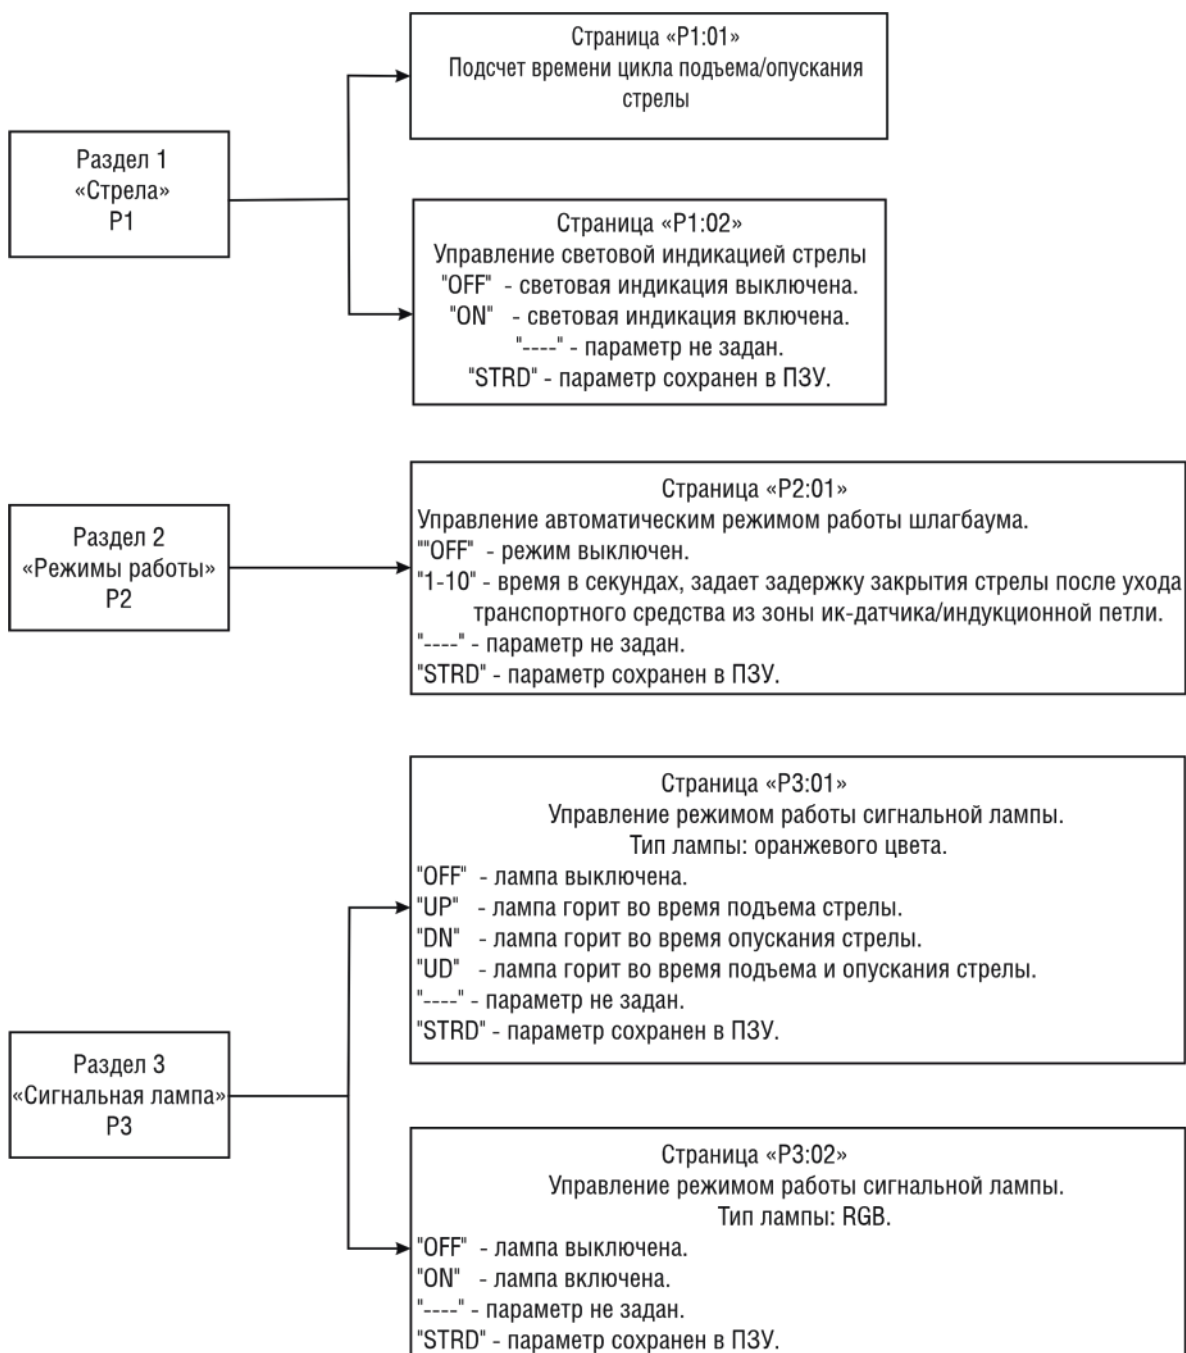 Страница «P1:01»
Подсчет времени цикла подъема/опускания
стрелы
Раздел 1
«Стрела»
P1
Страница «P1:02»
Управление световой индикацией стрелы
"OFF" - световая индикация выключена.
"ON" - световая индикация включена.
"----" - параметр не задан.
"STRD" - параметр сохранен в ПЗУ.
Раздел 2
«Режимы работы»
P2
Страница «P2:01»
Управление автоматическим режимом работы шлагбаума.
""OFF" - режим выключен.
"1-10" - время в секундах, задает задержку закрытия стрелы после ухода
транспортного средства из зоны ик-датчика/индукционной петли.
"----" - параметр не задан.
"STRD" - параметр сохранен в ПЗУ.
Страница «P3:01»
Управление режимом работы сигнальной лампы.
Тип лампы: оранжевого цвета.
"OFF" - лампа выключена.
"UP" - лампа горит во время подъема стрелы.
"DN" - лампа горит во время опускания стрелы.
"UD" - лампа горит во время подъема и опускания стрелы.
"----" - параметр не задан.
"STRD" - параметр сохранен в ПЗУ.
Раздел 3
«Сигнальная лампа»
P3
Страница «P3:02»
Управление режимом работы сигнальной лампы.
Тип лампы: RGB.
"OFF" - лампа выключена.
"ON" - лампа включена.
"----" - параметр не задан.
"STRD" - параметр сохранен в ПЗУ.